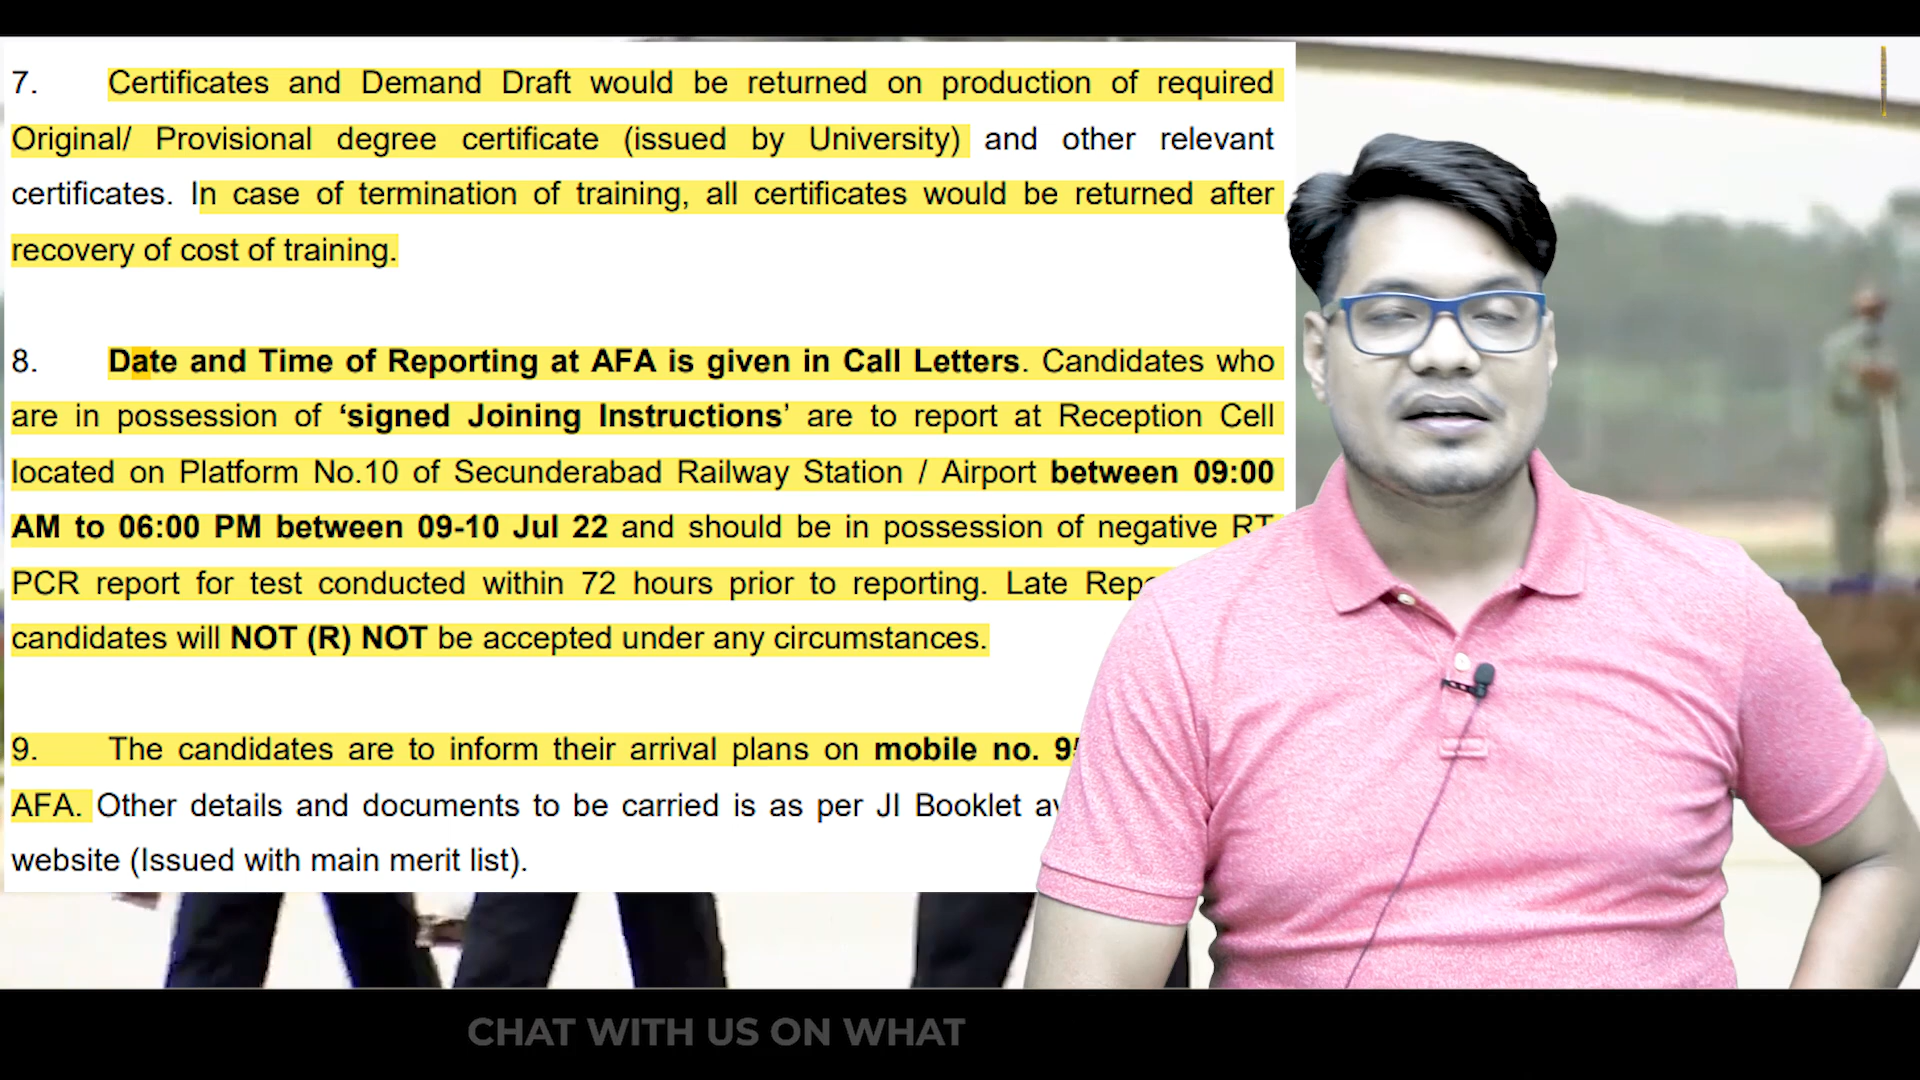 7. Certificates and Demand Draft would be returned on production of required
Original/ Provisional degree certificate (issued by University) and other relevant
certificates. In case of termination of training, all certificates would be returned after
recovery of cost of training.
8. Date and Time of Reporting at AFA is given in Call Letters. Candidates who
are in possession of ‘signed Joining Instructions’ are to report at Reception Cell
located on Platform No.10 of Secunderabad Railway Station / Airport between 09:00
AM to 06:00 PM between 09-10 Jul 22 and should be in possession of negative RT
PCR report for test conducted within 72 hours prior to reporting. Late
candidates will NOT (R) NOT be accepted under any circumstances.
9. The candidates are to inform their arrival plans on mobile no.
AFA. Other details and documents to be carried is as per JI Booklet
website (Issued with main merit list).
CHAT WITH US ON WHAT